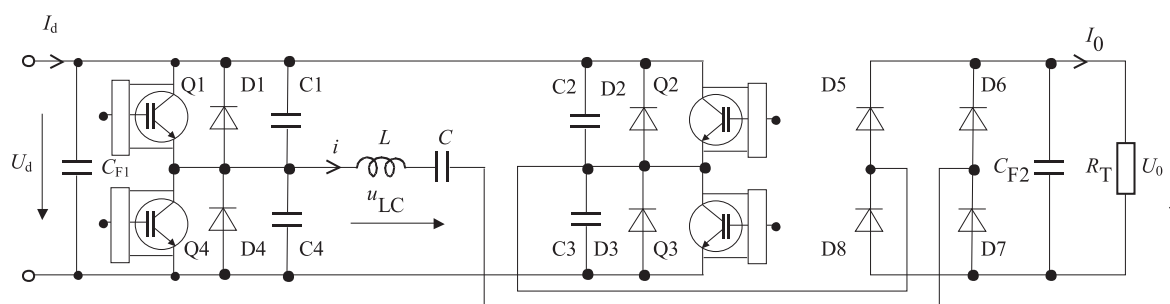 I_d I_0
Q1 D1 C1 C2 D2 Q2 D5 D6
U_d C_F1 i L C C_F2 R_T U_0
u_LC
Q4 D4 C4 C3 D3 Q3 D8 D7